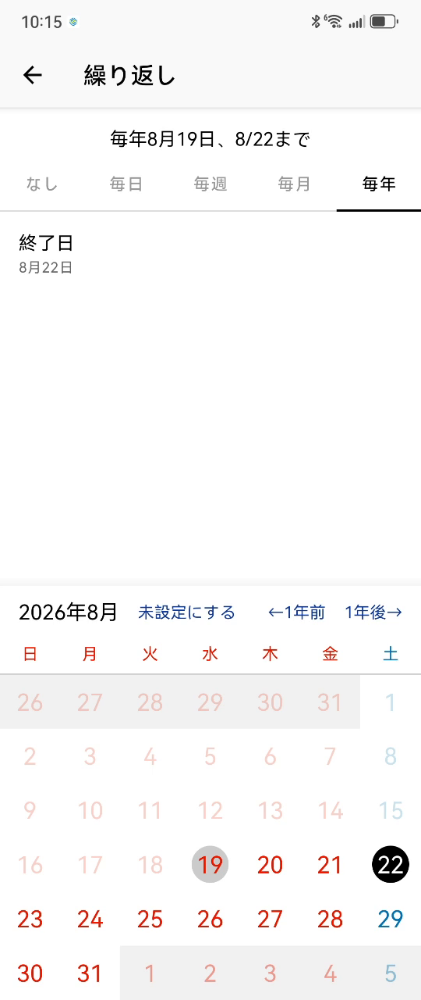 10:15
繰り返し
毎年8月19日、8/22まで
なし 毎日 毎週 毎月 毎年
終了日
8月22日
2026年8月 未設定にする ←1年前 1年後→
日 月 火 水 木 金 土
26 27 28 29 30 31 1
2 3 4 5 6 7 8
9 10 11 12 13 14 15
16 17 18 19 20 21 22
23 24 25 26 27 28 29
30 31 1 2 3 4 5